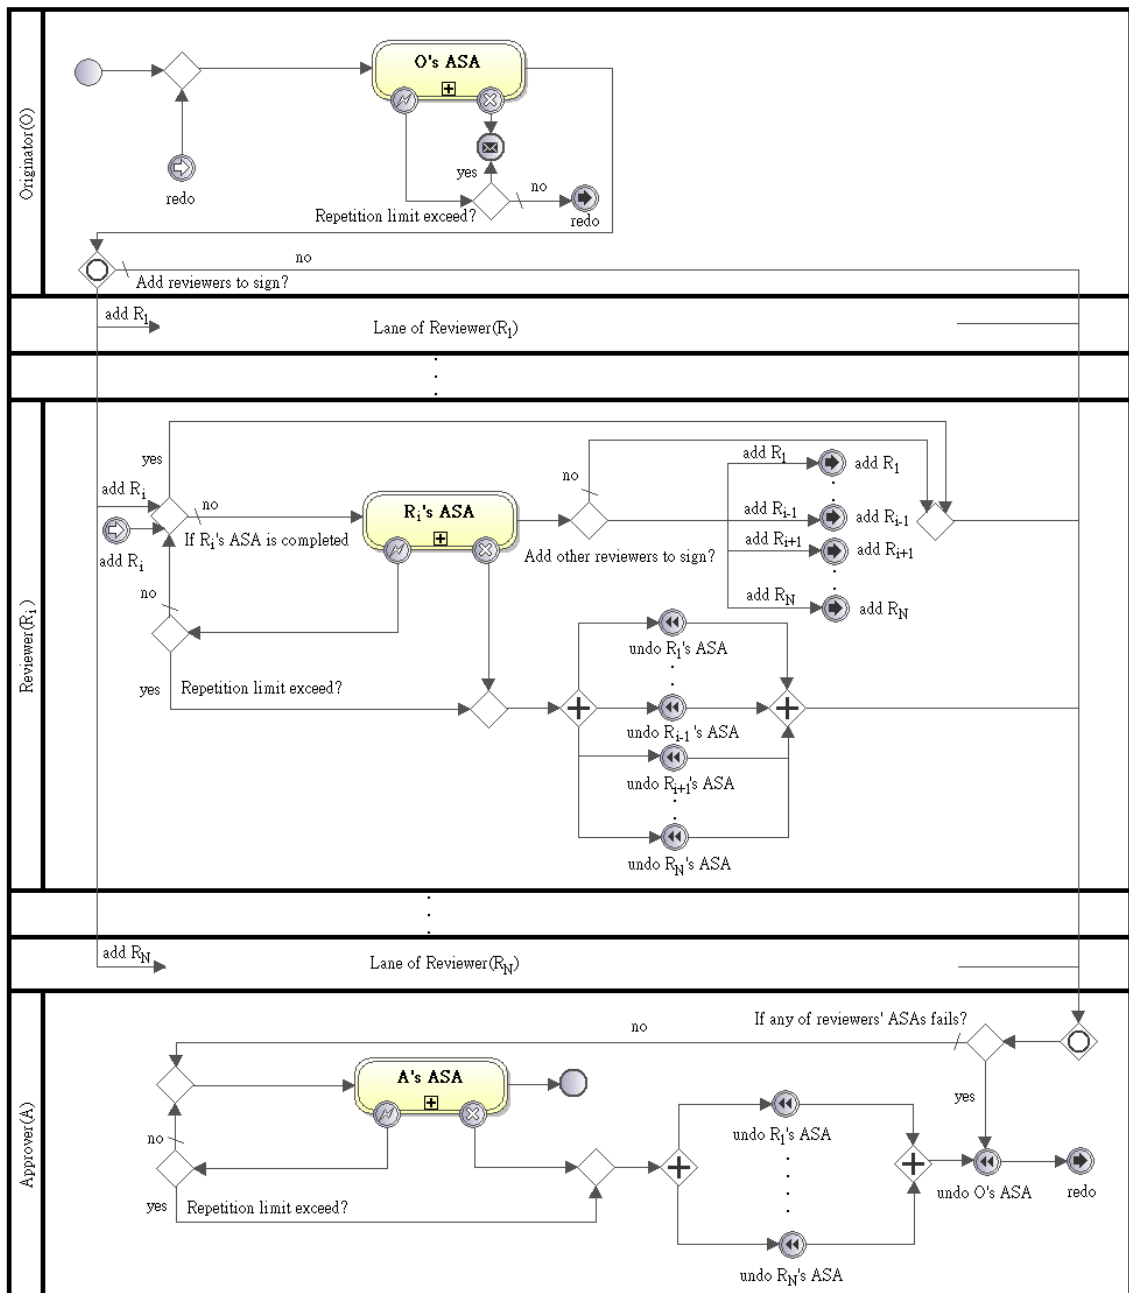 Originator(O)
O's ASA
redo
yes
no
Repetition limit exceed?
redo
no
Add reviewers to sign?
add R1
Lane of Reviewer(R1)
Reviewer(Ri)
yes
add Ri
no
If Ri's ASA is completed
add Ri
Ri's ASA
no
Add other reviewers to sign?
add R1
add R1
add Ri-1
add Ri-1
add Ri+1
add Ri+1
add RN
add RN
no
yes
Repetition limit exceed?
undo R1's ASA
undo Ri-1's ASA
undo Ri+1's ASA
undo RN's ASA
add RN
Lane of Reviewer(RN)
Approver(A)
If any of reviewers' ASAs fails?
no
yes
A's ASA
no
yes
Repetition limit exceed?
undo R1's ASA
undo RN's ASA
undo O's ASA
redo